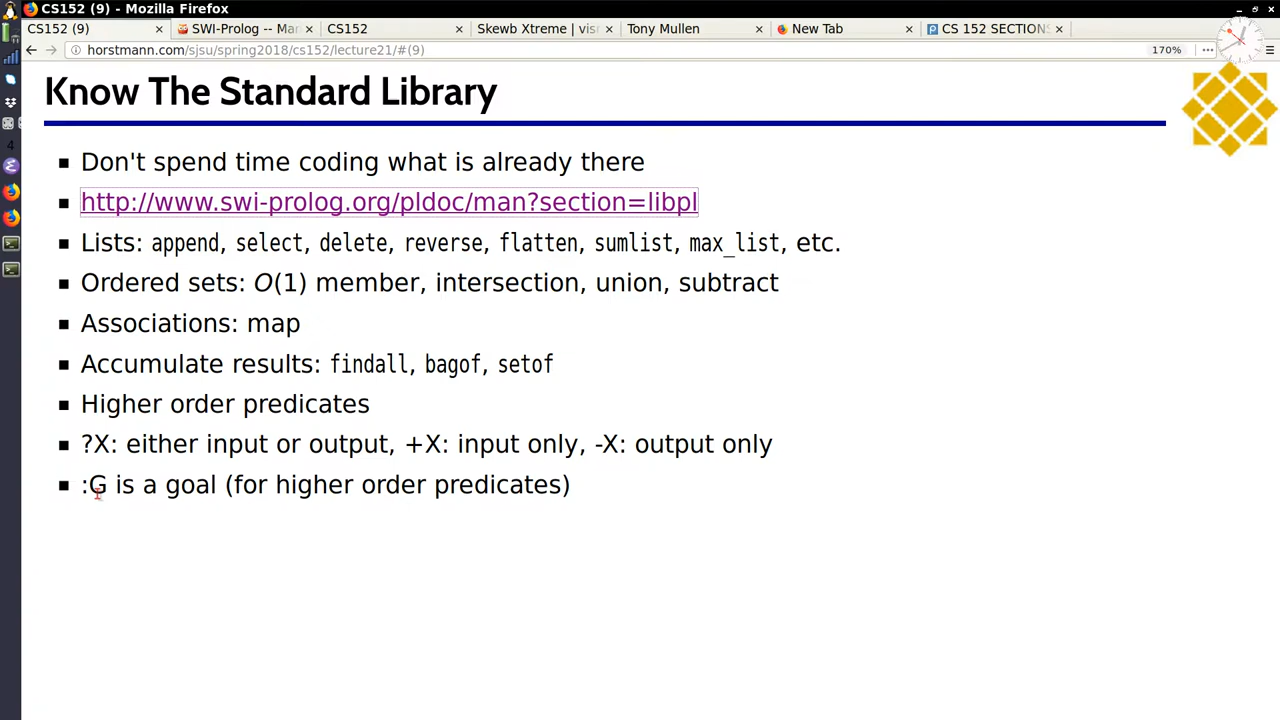 CS152 (9) - Mozilla Firefox
CS152 (9) SWI-Prolog -- Man CS152 Skewb Xtreme | Tony Mullen New Tab CS 152 SECTIONS
horstmann.com/sjsu/spring2018/cs152/lecture21/#(9) 170%
Know The Standard Library
Don't spend time coding what is already there
http://www.swi-prolog.org/pldoc/man?section=libpl
Lists: append, select, delete, reverse, flatten, sumlist, max_list, etc.
Ordered sets: O(1) member, intersection, union, subtract
Associations: map
Accumulate results: findall, bagof, setof
Higher order predicates
?X: either input or output, +X: input only, -X: output only
:G is a goal (for higher order predicates)
4